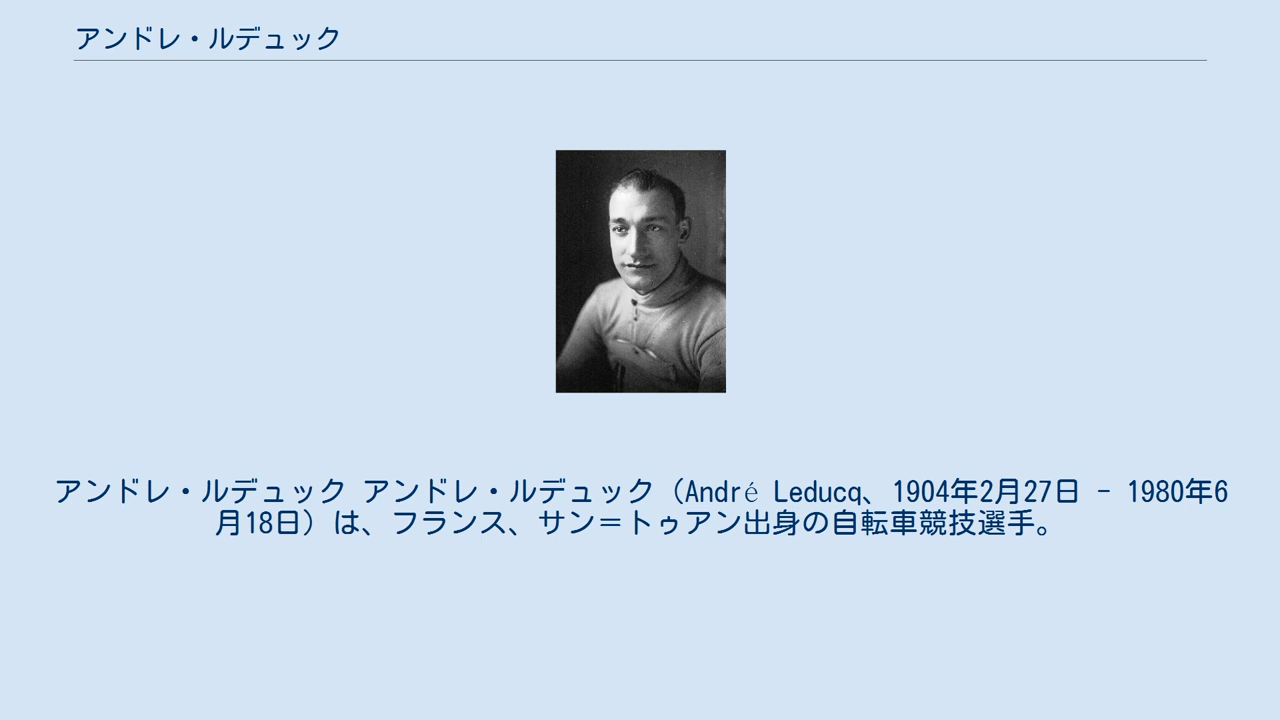 アンドレ・ルデュック
アンドレ・ルデュック アンドレ・ルデュック（André Leducq、1904年2月27日 - 1980年6
月18日）は、フランス、サン＝トゥアン出身の自転車競技選手。